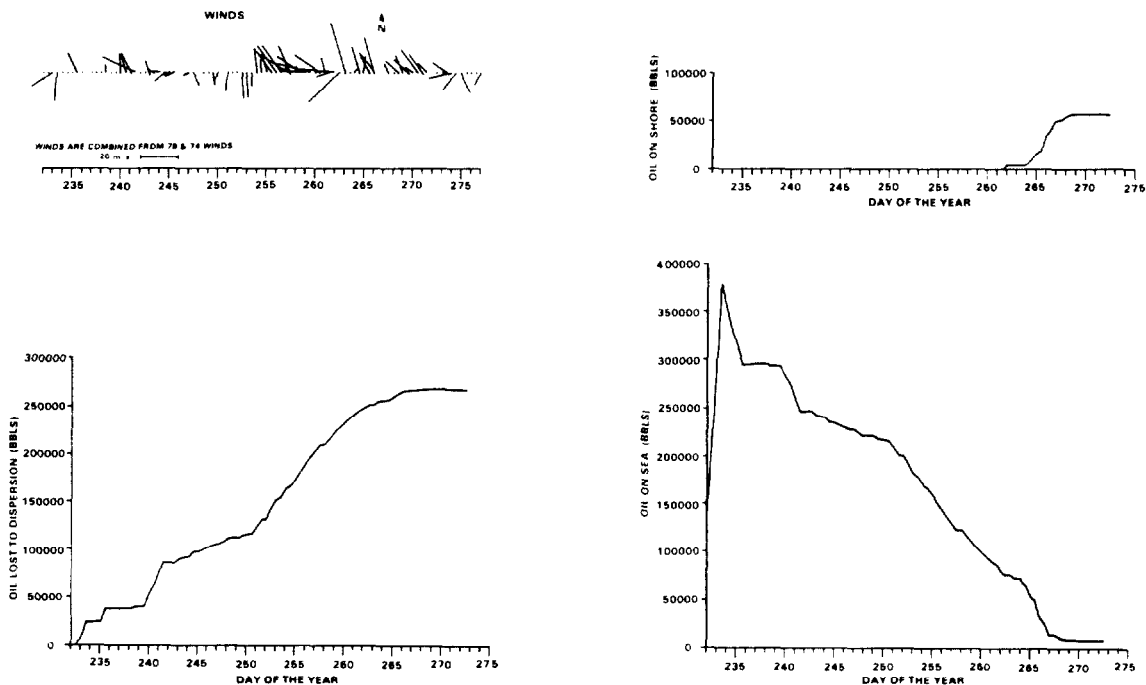 WINDS
N
WINDS ARE COMBINED FROM 78 & 74 WINDS
20 m s
235 240 245 250 255 260 265 270 275
OIL ON SHORE (BBLS)
100000
50000
0
235 240 245 250 255 260 265 270 275
DAY OF THE YEAR
OIL LOST TO DISPERSION (BBLS)
300000
250000
200000
150000
100000
50000
0
235 240 245 250 255 260 265 270 275
DAY OF THE YEAR
OIL ON SEA (BBLS)
400000
350000
300000
250000
200000
150000
100000
50000
0
235 240 245 250 255 260 265 270 275
DAY OF THE YEAR